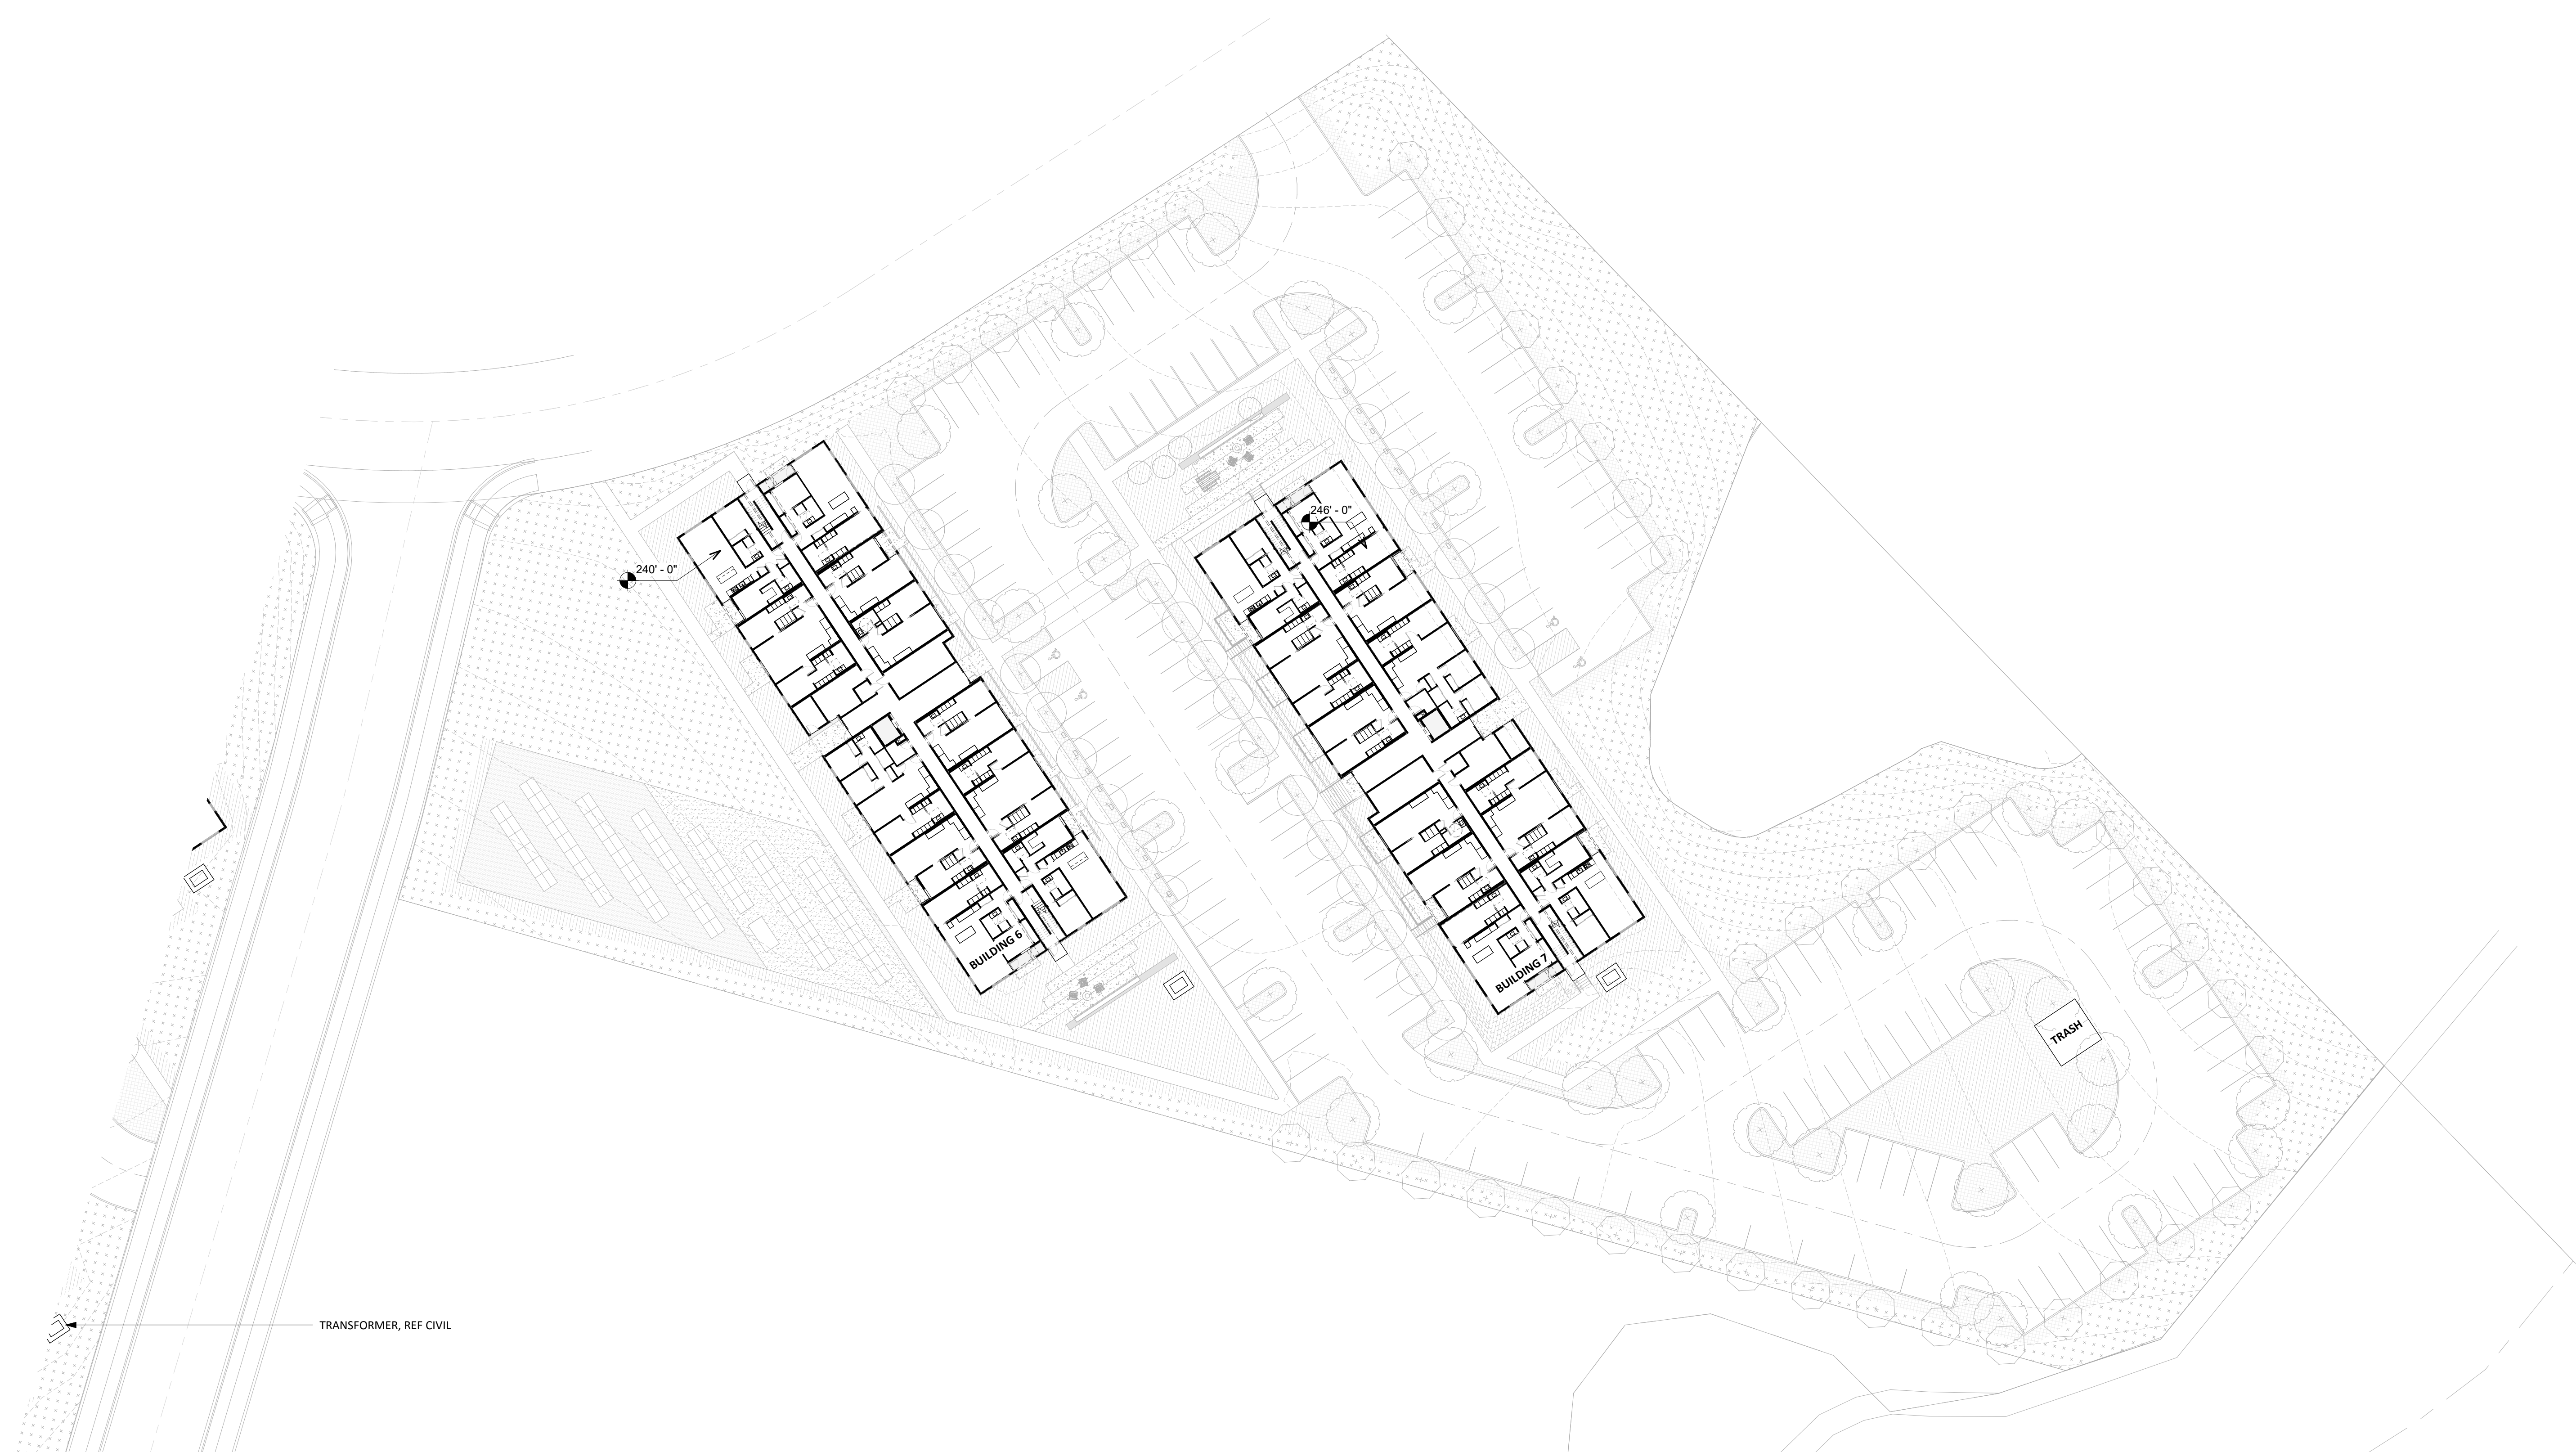 246' - 0"
240' - 0"
BUILDING 6
BUILDING 7
TRASH
TRANSFORMER, REF CIVIL